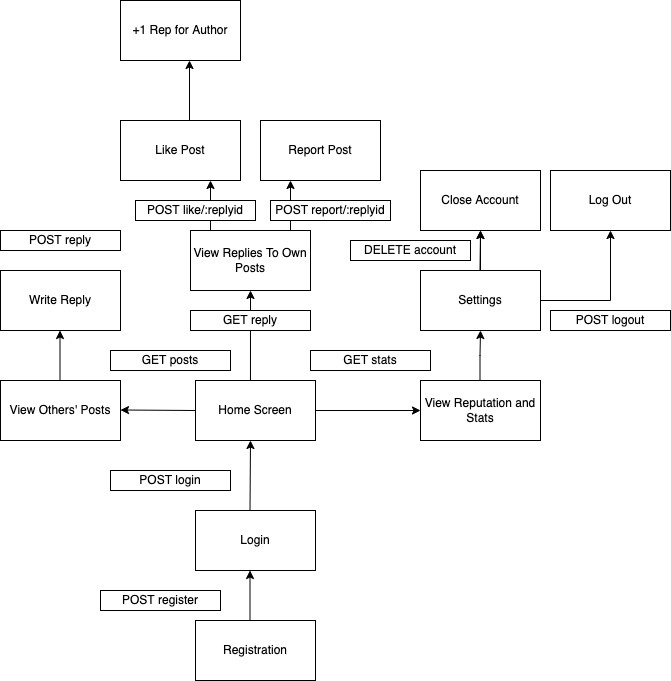 +1 Rep for Author
Like Post
Report Post
POST like/:replyid
POST report/:replyid
Close Account
Log Out
POST reply
View Replies To Own
Posts
DELETE account
Write Reply
Settings
GET reply
POST logout
GET posts
GET stats
View Others' Posts
Home Screen
View Reputation and
Stats
POST login
Login
POST register
Registration